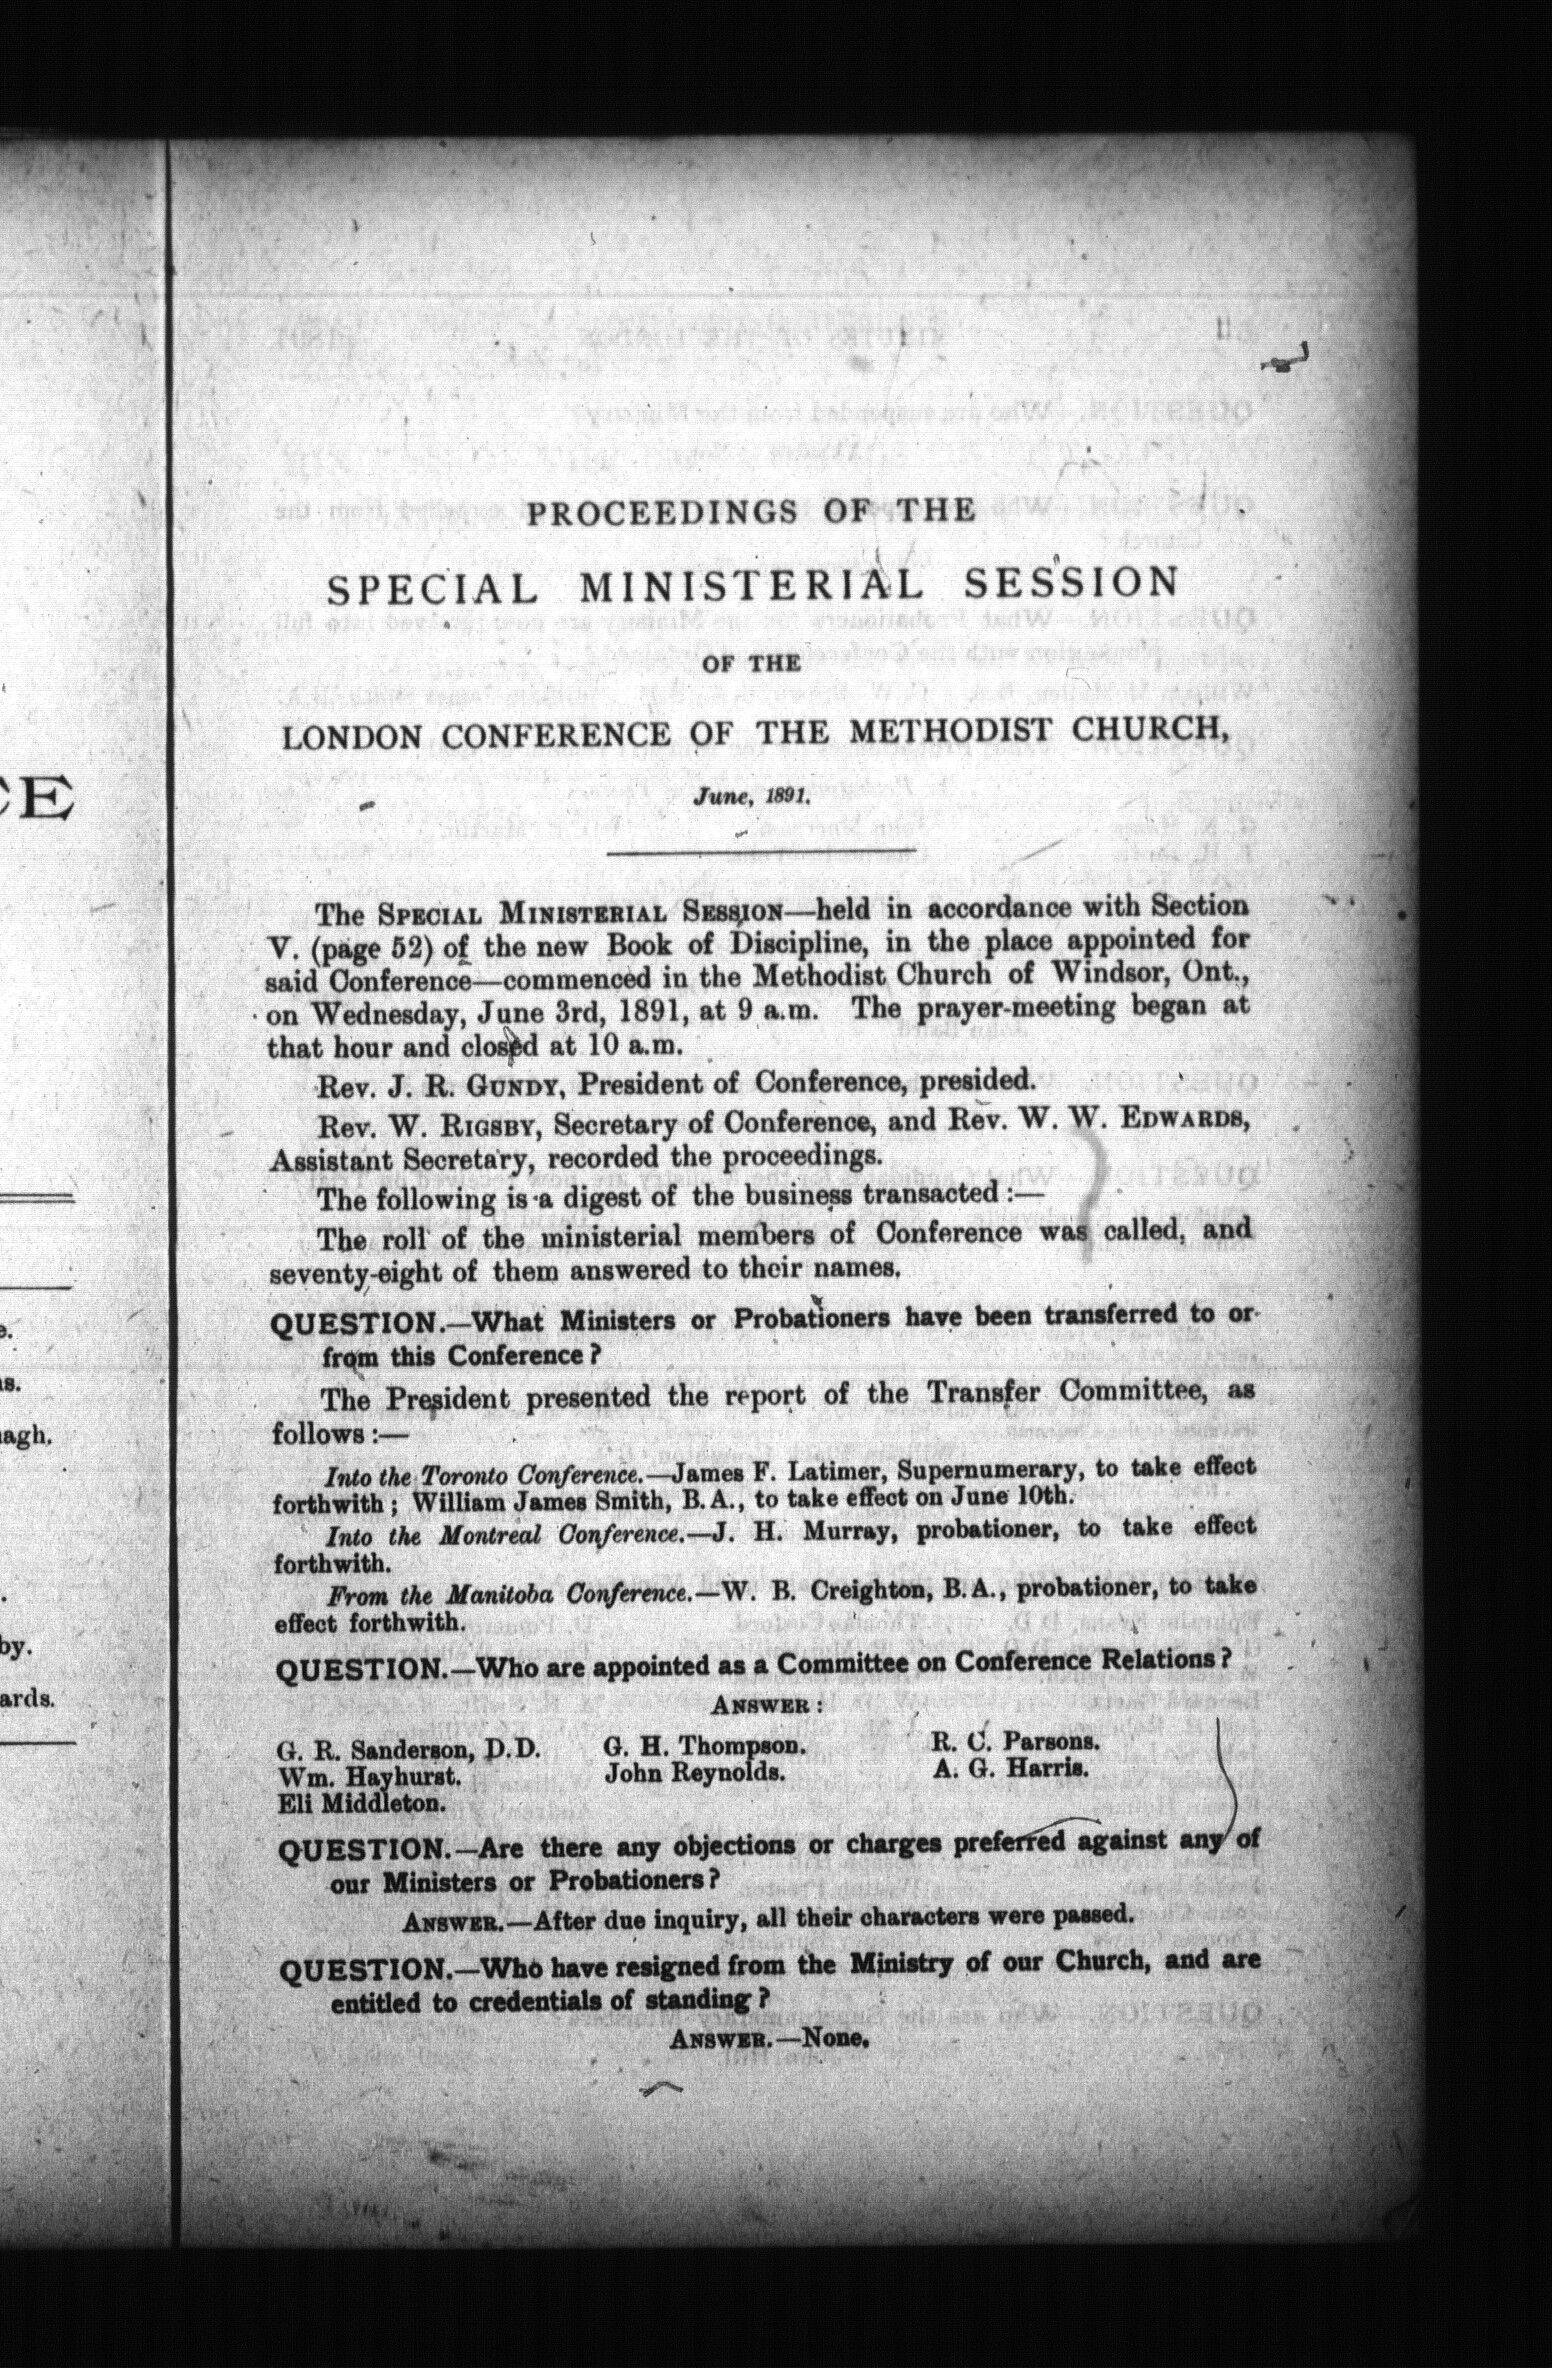 PROCEEDINGS OF THE
SPECIAL MINISTERIAL SESSION
OF THE
LONDON CONFERENCE OF THE METHODIST CHURCH,
June, 1891.
The SPECIAL MINISTERIAL SESSION—held in accordance with Section
V. (page 52) of the new Book of Discipline, in the place appointed for
said Conference—commenced in the Methodist Church of Windsor, Ont.,
on Wednesday, June 3rd, 1891, at 9 a.m. The prayer-meeting began at
that hour and closed at 10 a.m.
Rev. J. R. GUNDY, President of Conference, presided.
Rev. W. RIGSBY, Secretary of Conference, and Rev. W. W. EDWARDS,
Assistant Secretary, recorded the proceedings.
The following is a digest of the business transacted:—
The roll of the ministerial members of Conference was called, and
seventy-eight of them answered to their names.
QUESTION.—What Ministers or Probationers have been transferred to or
from this Conference?
The President presented the report of the Transfer Committee, as
follows:—
Into the Toronto Conference.—James F. Latimer, Supernumerary, to take effect
forthwith; William James Smith, B.A., to take effect on June 10th.
Into the Montreal Conference.—J. H. Murray, probationer, to take effect
forthwith.
From the Manitoba Conference.—W. B. Creighton, B.A., probationer, to take
effect forthwith.
QUESTION.—Who are appointed as a Committee on Conference Relations?
ANSWER:
G. R. Sanderson, D.D. G. H. Thompson. R. C. Parsons.
Wm. Hayhurst. John Reynolds. A. G. Harris.
Eli Middleton.
QUESTION.—Are there any objections or charges preferred against any of
our Ministers or Probationers?
ANSWER.—After due inquiry, all their characters were passed.
QUESTION.—Who have resigned from the Ministry of our Church, and are
entitled to credentials of standing?
ANSWER.—None.